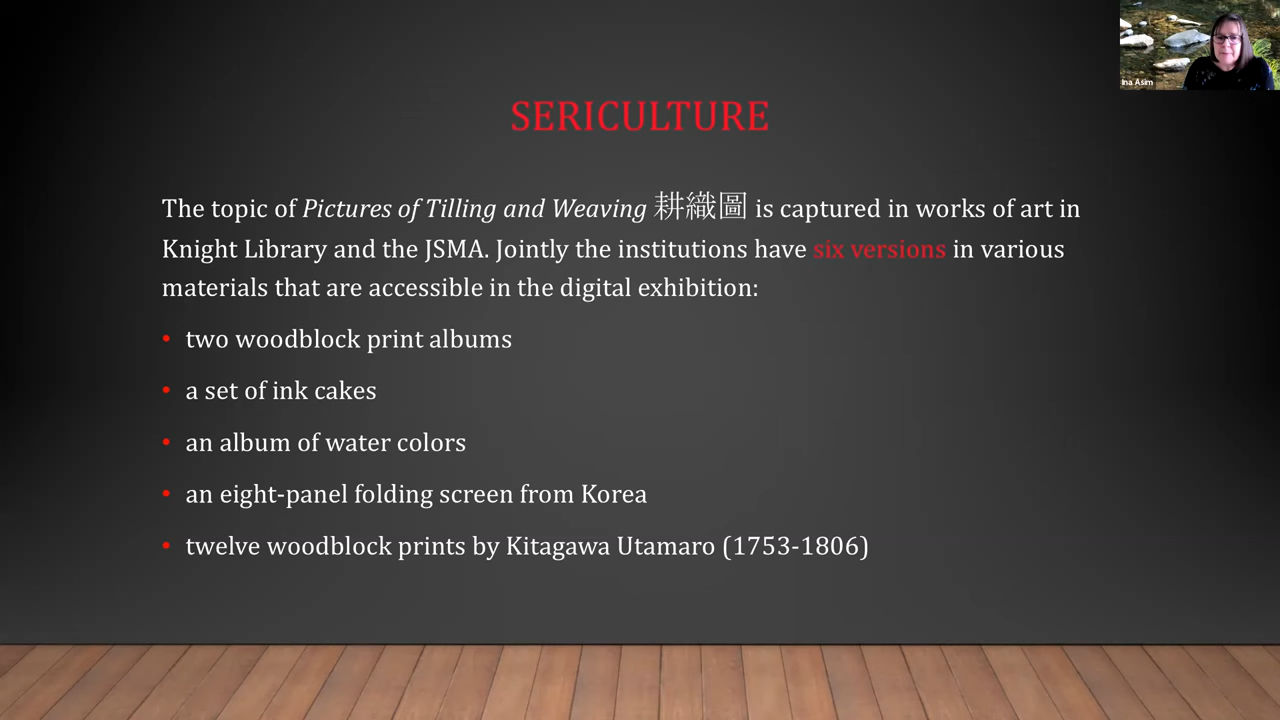 Ina Asim
SERICULTURE
The topic of Pictures of Tilling and Weaving 耕織圖 is captured in works of art in
Knight Library and the JSMA. Jointly the institutions have six versions in various
materials that are accessible in the digital exhibition:
• two woodblock print albums
• a set of ink cakes
• an album of water colors
• an eight-panel folding screen from Korea
• twelve woodblock prints by Kitagawa Utamaro (1753-1806)